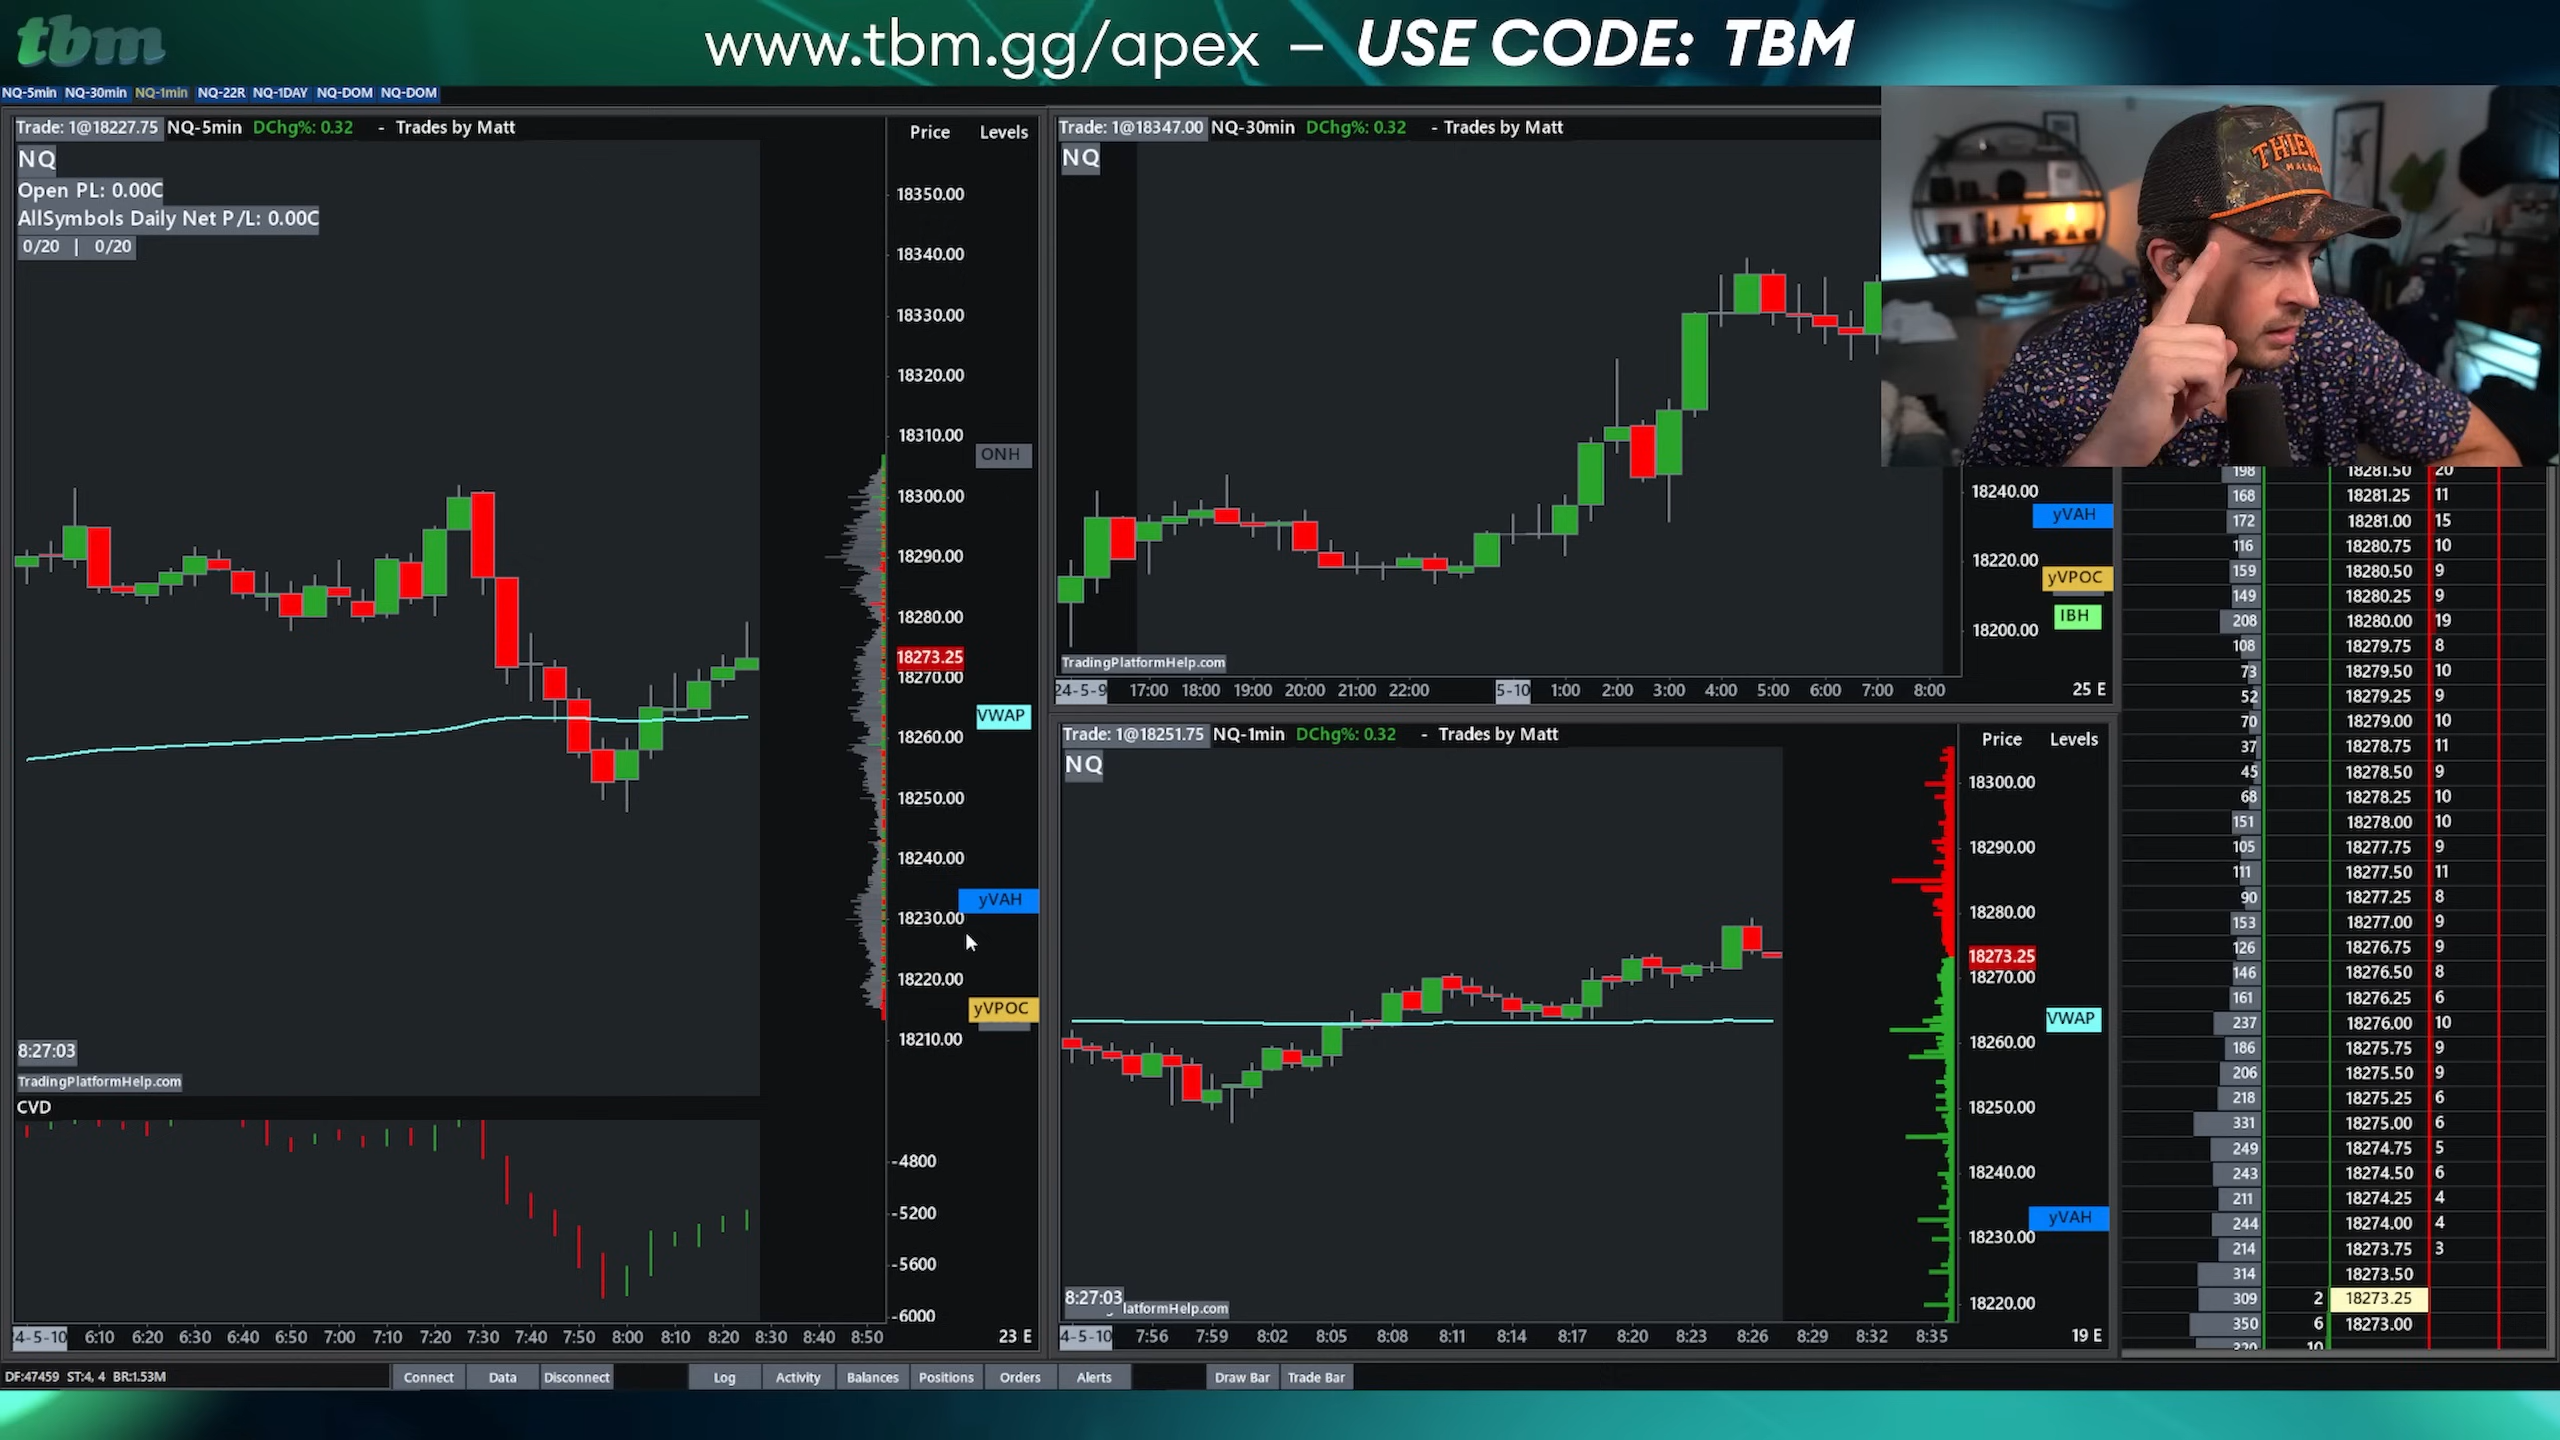 tbm
www.tbm.gg/apex – USE CODE: TBM
NQ-5min NQ-30min NQ-1min NQ-22R NQ-1DAY NQ-DOM NQ-DOM
Trade: 1@18227.75 NQ-5min DChg%: 0.32 - Trades by Matt
Price Levels
NQ
Open PL: 0.00C
AllSymbols Daily Net P/L: 0.00C
0/20 | 0/20
18350.00
18340.00
18330.00
18320.00
18310.00
ONH
18300.00
18290.00
18280.00
18273.25
18270.00
VWAP
18260.00
18250.00
18240.00
yVAH
18230.00
18220.00
yVPOC
18210.00
8:27:03
TradingPlatformHelp.com
CVD
-4800
-5200
-5600
-6000
4-5-10 6:10 6:20 6:30 6:40 6:50 7:00 7:10 7:20 7:30 7:40 7:50 8:00 8:10 8:20 8:30 8:40 8:50 23 E
Trade: 1@18347.00 NQ-30min DChg%: 0.32 - Trades by Matt
NQ
18240.00
yVAH
18220.00
yVPOC
IBH
18200.00
TradingPlatformHelp.com
24-5-9 17:00 18:00 19:00 20:00 21:00 22:00 5-10 1:00 2:00 3:00 4:00 5:00 6:00 7:00 8:00 25 E
Trade: 1@18251.75 NQ-1min DChg%: 0.32 - Trades by Matt
Price Levels
NQ
18300.00
18290.00
18280.00
18273.25
18270.00
VWAP
18260.00
18250.00
18240.00
yVAH
18230.00
18220.00
8:27:03
latformHelp.com
4-5-10 7:56 7:59 8:02 8:05 8:08 8:11 8:14 8:17 8:20 8:23 8:26 8:29 8:32 8:35 19 E
198 18281.50 20
168 18281.25 11
172 18281.00 15
116 18280.75 10
159 18280.50 9
149 18280.25 9
208 18280.00 19
108 18279.75 8
73 18279.50 10
52 18279.25 9
70 18279.00 10
37 18278.75 11
45 18278.50 9
68 18278.25 10
151 18278.00 10
105 18277.75 9
111 18277.50 11
90 18277.25 8
153 18277.00 9
126 18276.75 9
146 18276.50 8
161 18276.25 6
237 18276.00 10
186 18275.75 9
206 18275.50 9
218 18275.25 6
331 18275.00 6
249 18274.75 5
243 18274.50 6
211 18274.25 4
244 18274.00 4
214 18273.75 3
314 18273.50
309 2 18273.25
350 6 18273.00
10
DF:47459 ST:4, 4 BR:1.53M
Connect Data Disconnect Log Activity Balances Positions Orders Alerts Draw Bar Trade Bar